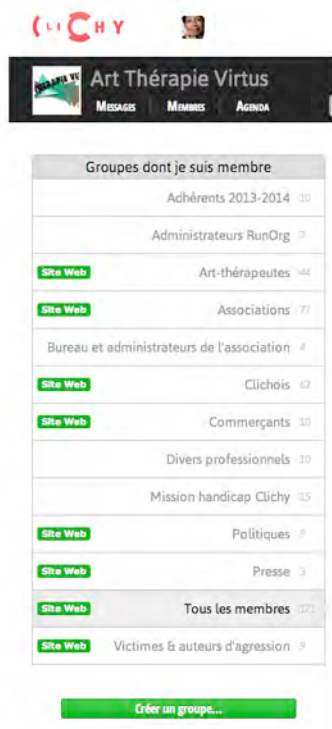 CLICHY
Art Thérapie Virtus
MESSAGES MEMBRES AGENDA
Groupes dont je suis membre
Adhérents 2013-2014 10
Administrateurs RunOrg 3
Site Web Art-thérapeutes 44
Site Web Associations 77
Bureau et administrateurs de l'association 4
Site Web Clichois 62
Site Web Commerçants 10
Divers professionnels 10
Mission handicap Clichy 15
Site Web Politiques
Site Web Presse 3
Site Web Tous les membres 171
Site Web Victimes & auteurs d'agression 9
Créer un groupe...